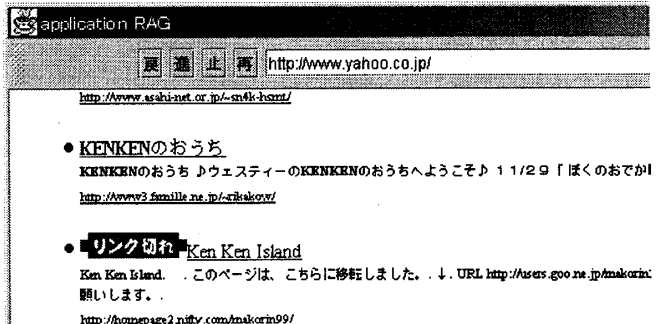 application RAG
戻 進 止 再 http://www.yahoo.co.jp/
http://www.asahi-net.or.jp/~sn4k-hsmt/
● KENKENのおうち
KENKENのおうち ♪ウェスティーのKENKENのおうちへようこそ♪ 11/29「ぼくのおでか
http://www3.famille.ne.jp/~rikakow/
● リンク切れ Ken Ken Island
Ken Ken Island. . このページは、こちらに移転しました。. ↓. URL http://users.goo.ne.jp/makorin
願いします。.
http://homepage2.nifty.com/makorin99/